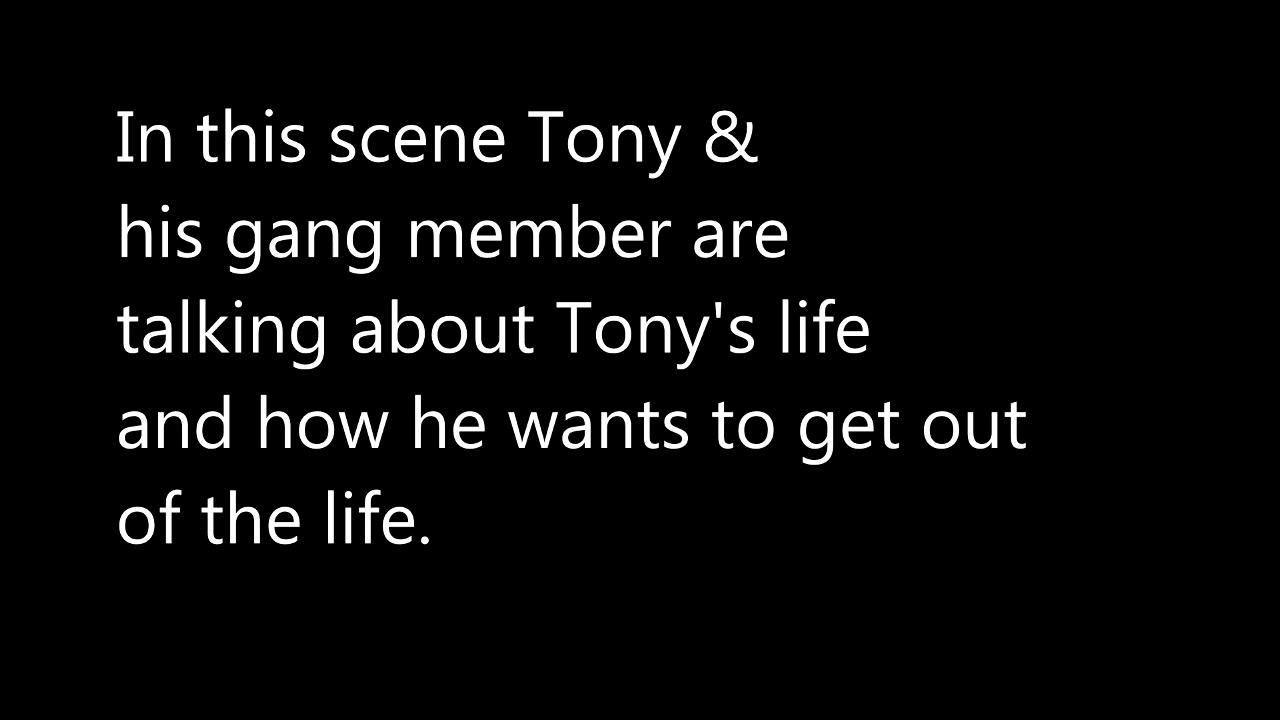 In this scene Tony &
his gang member are
talking about Tony's life
and how he wants to get out
of the life.